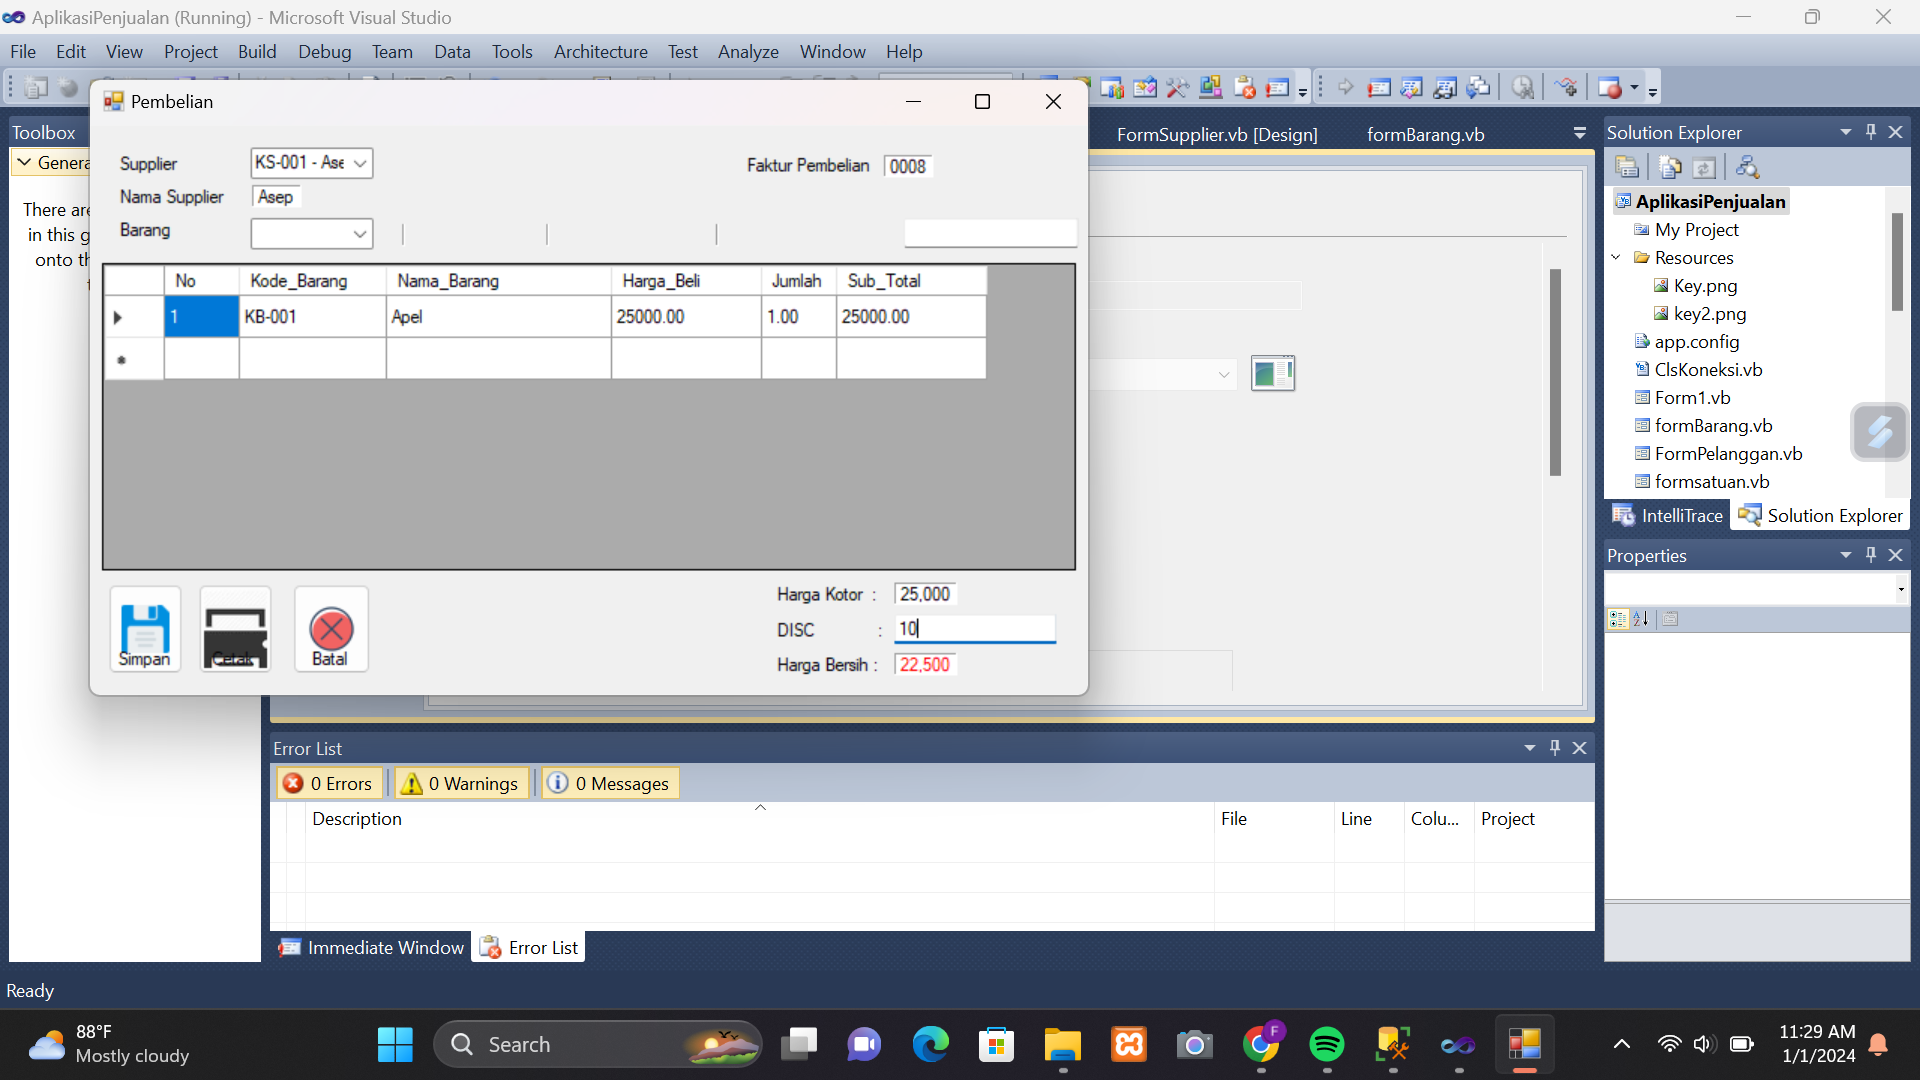 AplikasiPenjualan (Running) - Microsoft Visual Studio
File Edit View Project Build Debug Team Data Tools Architecture Test Analyze Window Help
Pembelian
Toolbox
FormSupplier.vb [Design] formBarang.vb
Solution Explorer
Supplier KS-001 - Ase
Faktur Pembelian 0008
Nama Supplier Asep
Barang
There are
in this g
onto th
No Kode_Barang Nama_Barang Harga_Beli Jumlah Sub_Total
1 KB-001 Apel 25000.00 1.00 25000.00
Harga Kotor : 25,000
DISC : 10
Harga Bersih : 22,500
Simpan
Cetak
Batal
AplikasiPenjualan
My Project
Resources
Key.png
key2.png
app.config
ClsKoneksi.vb
Form1.vb
formBarang.vb
FormPelanggan.vb
formsatuan.vb
IntelliTrace Solution Explorer
Properties
Error List
0 Errors 0 Warnings 0 Messages
Description File Line Colu... Project
Immediate Window Error List
Ready
88°F
Mostly cloudy
Search
F
11:29 AM
1/1/2024